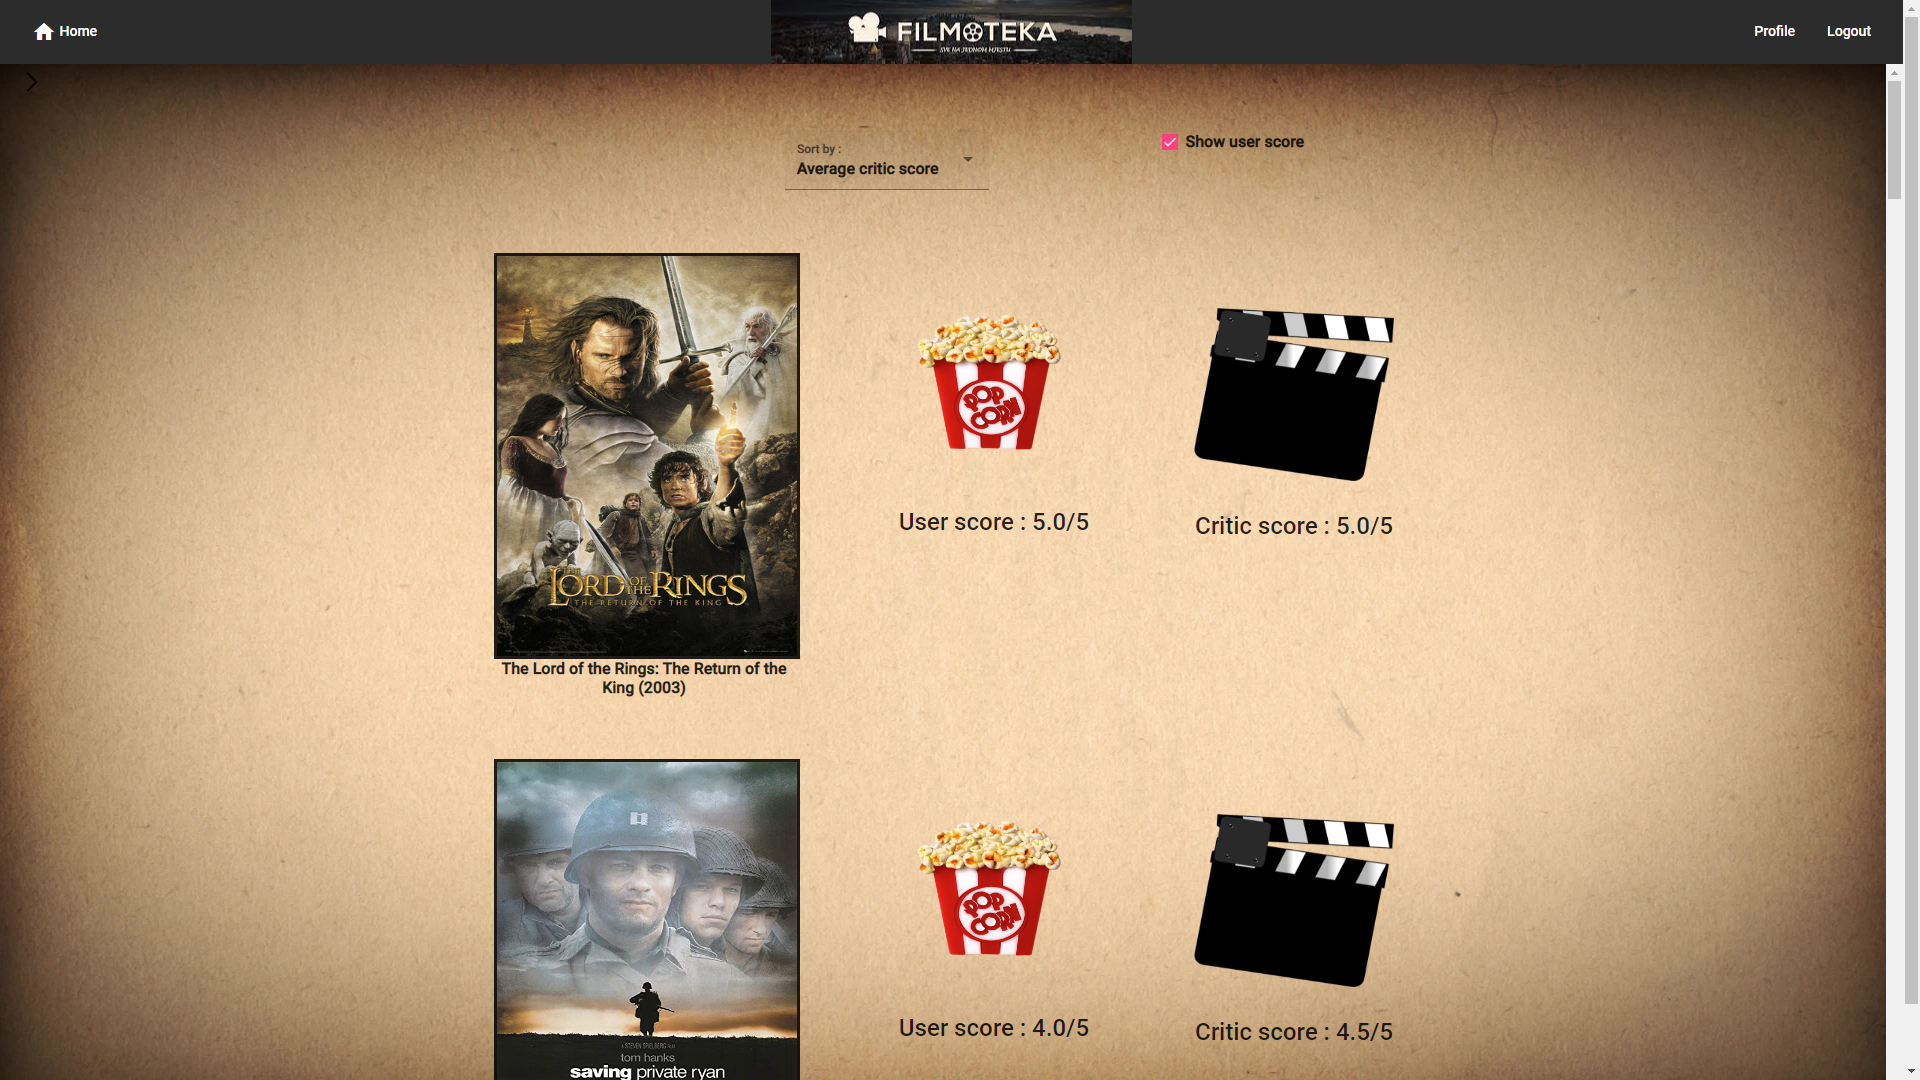 Home
FILMOTEKA
SVE NA JEDNOM MJESTU
Profile
Logout
Sort by :
Average critic score
Show user score
POP
CORN
THE
LORD OF THE RINGS
THE RETURN OF THE KING
User score : 5.0/5
Critic score : 5.0/5
The Lord of the Rings: The Return of the
King (2003)
POP
CORN
User score : 4.0/5
Critic score : 4.5/5
A STEVEN SPIELBERG FILM
tom hanks
saving private ryan